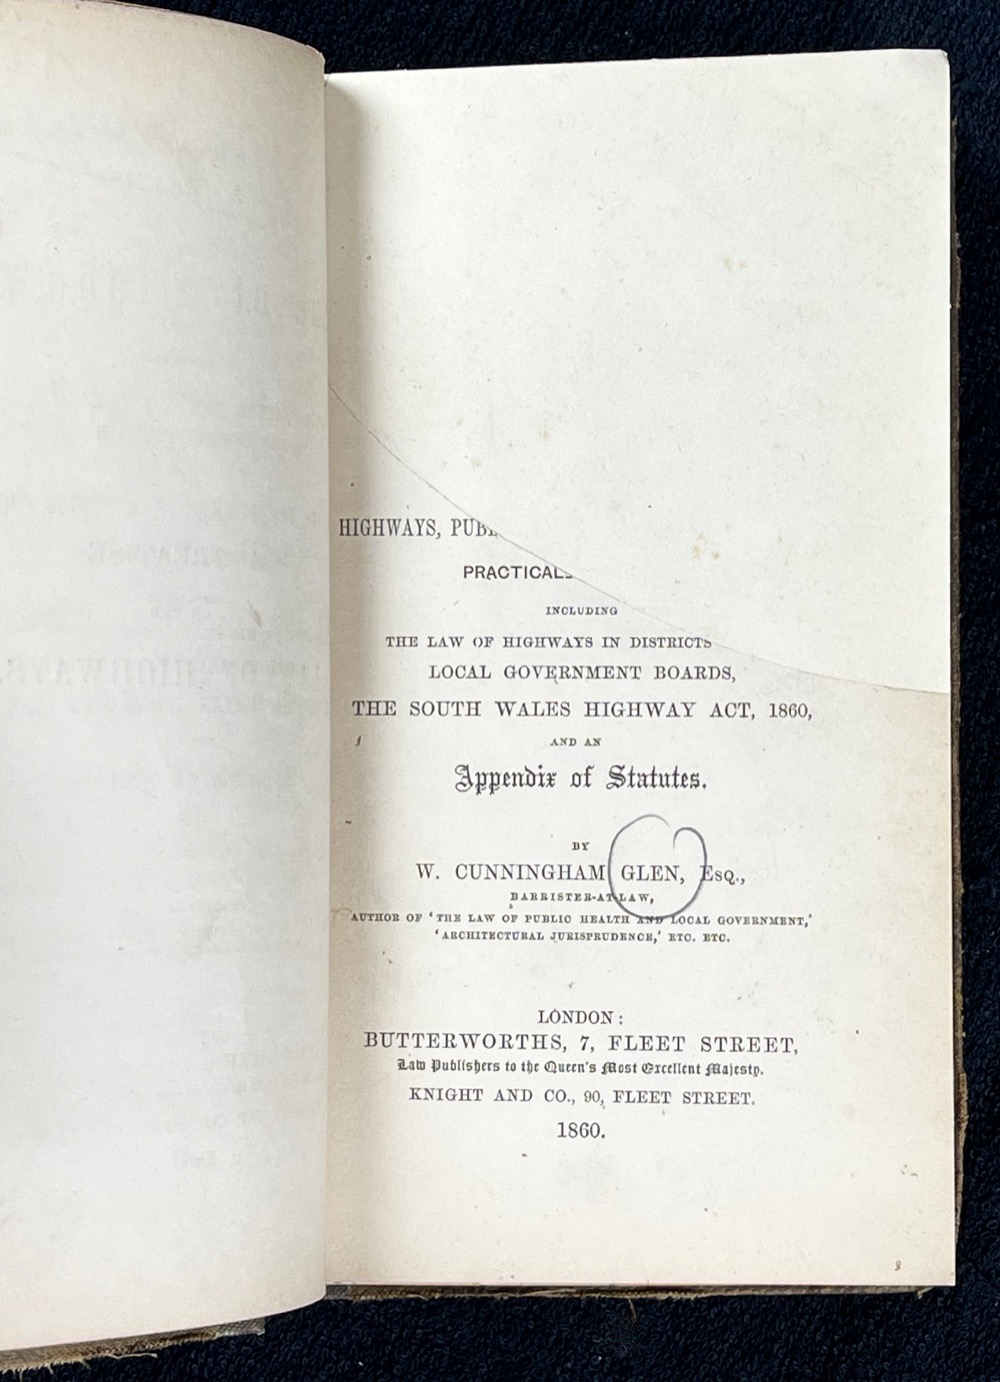 HIGHWAYS, PUB
PRACTICAL
INCLUDING
THE LAW OF HIGHWAYS IN DISTRICTS
LOCAL GOVERNMENT BOARDS,
THE SOUTH WALES HIGHWAY ACT, 1860,
AND AN
Appendix of Statutes.
BY
W. CUNNINGHAM GLEN, ESQ.,
BARRISTER-AT-LAW,
AUTHOR OF 'THE LAW OF PUBLIC HEALTH AND LOCAL GOVERNMENT,'
'ARCHITECTURAL JURISPRUDENCE,' ETC. ETC.
LONDON:
BUTTERWORTHS, 7, FLEET STREET,
Law Publishers to the Queen's Most Excellent Majesty.
KNIGHT AND CO., 90, FLEET STREET.
1860.